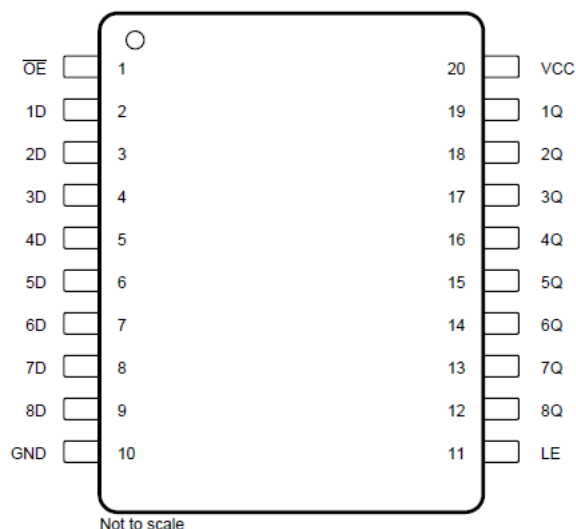 O̅E̅ 1 20 VCC
1D 2 19 1Q
2D 3 18 2Q
3D 4 17 3Q
4D 5 16 4Q
5D 6 15 5Q
6D 7 14 6Q
7D 8 13 7Q
8D 9 12 8Q
GND 10 11 LE
Not to scale